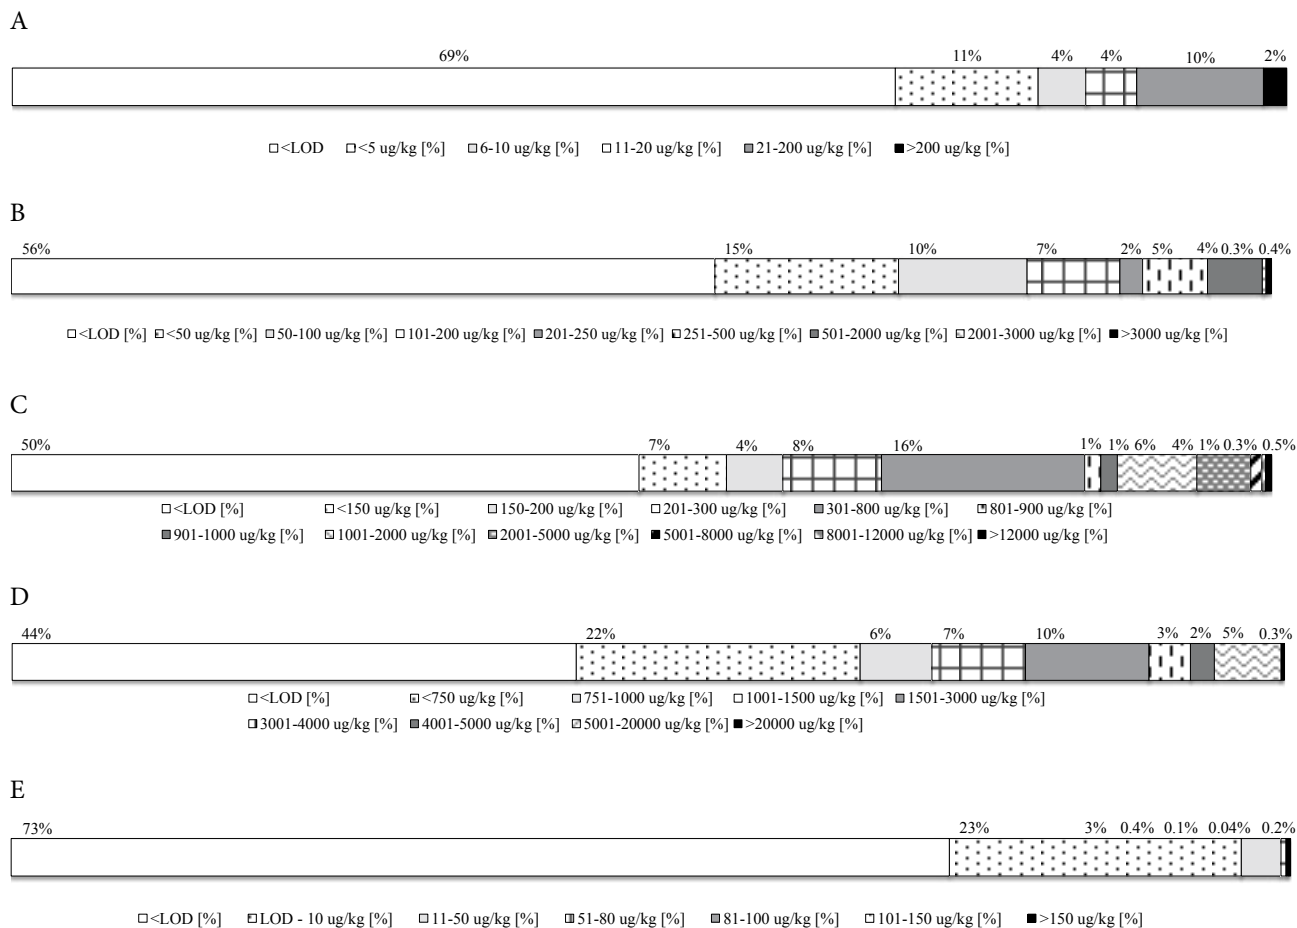 A
69% 11% 4% 4% 10% 2%
<LOD <5 ug/kg [%] 6-10 ug/kg [%] 11-20 ug/kg [%] 21-200 ug/kg [%] >200 ug/kg [%]
B
56% 15% 10% 7% 2% 5% 4% 0.3% 0.4%
<LOD [%] <50 ug/kg [%] 50-100 ug/kg [%] 101-200 ug/kg [%] 201-250 ug/kg [%] 251-500 ug/kg [%] 501-2000 ug/kg [%] 2001-3000 ug/kg [%] >3000 ug/kg [%]
C
50% 7% 4% 8% 16% 1% 1% 6% 4% 1% 0.3% 0.5%
<LOD [%] <150 ug/kg [%] 150-200 ug/kg [%] 201-300 ug/kg [%] 301-800 ug/kg [%] 801-900 ug/kg [%]
901-1000 ug/kg [%] 1001-2000 ug/kg [%] 2001-5000 ug/kg [%] 5001-8000 ug/kg [%] 8001-12000 ug/kg [%] >12000 ug/kg [%]
D
44% 22% 6% 7% 10% 3% 2% 5% 0.3%
<LOD [%] <750 ug/kg [%] 751-1000 ug/kg [%] 1001-1500 ug/kg [%] 1501-3000 ug/kg [%]
3001-4000 ug/kg [%] 4001-5000 ug/kg [%] 5001-20000 ug/kg [%] >20000 ug/kg [%]
E
73% 23% 3% 0.4% 0.1% 0.04% 0.2%
<LOD [%] LOD - 10 ug/kg [%] 11-50 ug/kg [%] 51-80 ug/kg [%] 81-100 ug/kg [%] 101-150 ug/kg [%] >150 ug/kg [%]